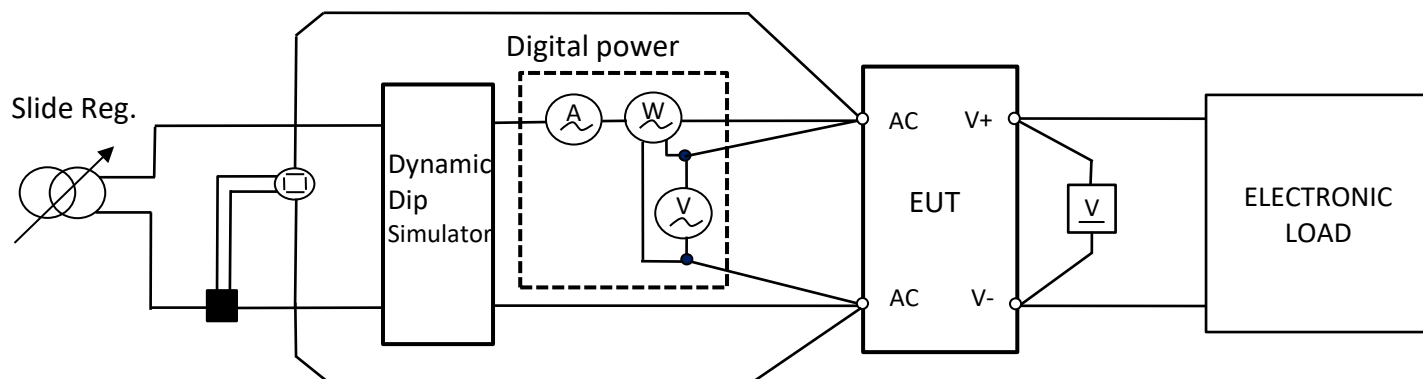 Digital power
Slide Reg.
A
W
AC
V+
Dynamic
Dip
Simulator
V
EUT
V
ELECTRONIC
LOAD
AC
V-